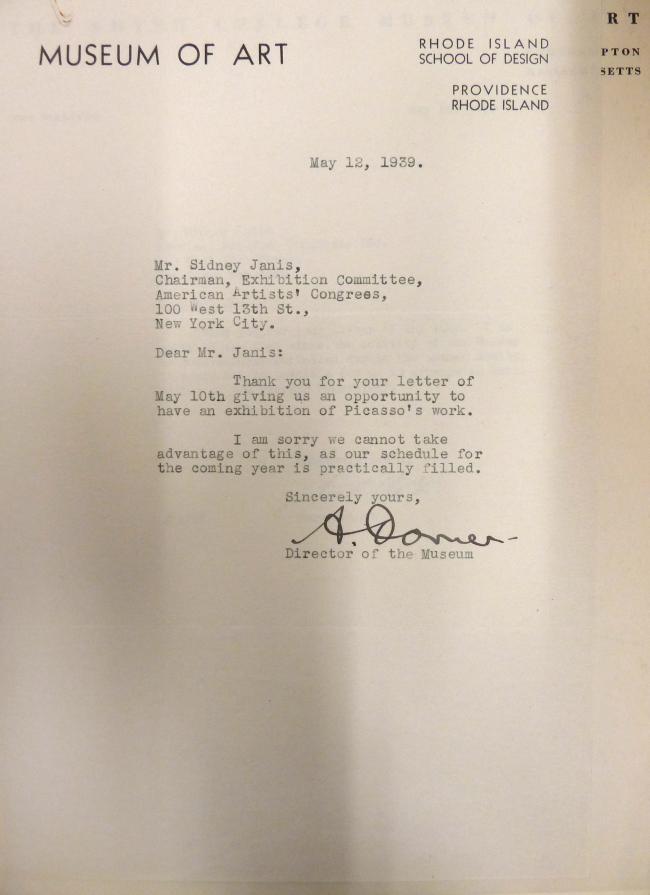 MUSEUM OF ART
RHODE ISLAND
SCHOOL OF DESIGN
PROVIDENCE
RHODE ISLAND
RT
PTON
SETTS
May 12, 1939.
Mr. Sidney Janis,
Chairman, Exhibition Committee,
American Artists' Congrees,
100 West 13th St.,
New York City.
Dear Mr. Janis:
Thank you for your letter of
May 10th giving us an opportunity to
have an exhibition of Picasso's work.
I am sorry we cannot take
advantage of this, as our schedule for
the coming year is practically filled.
Sincerely yours,
A. Dorner
Director of the Museum